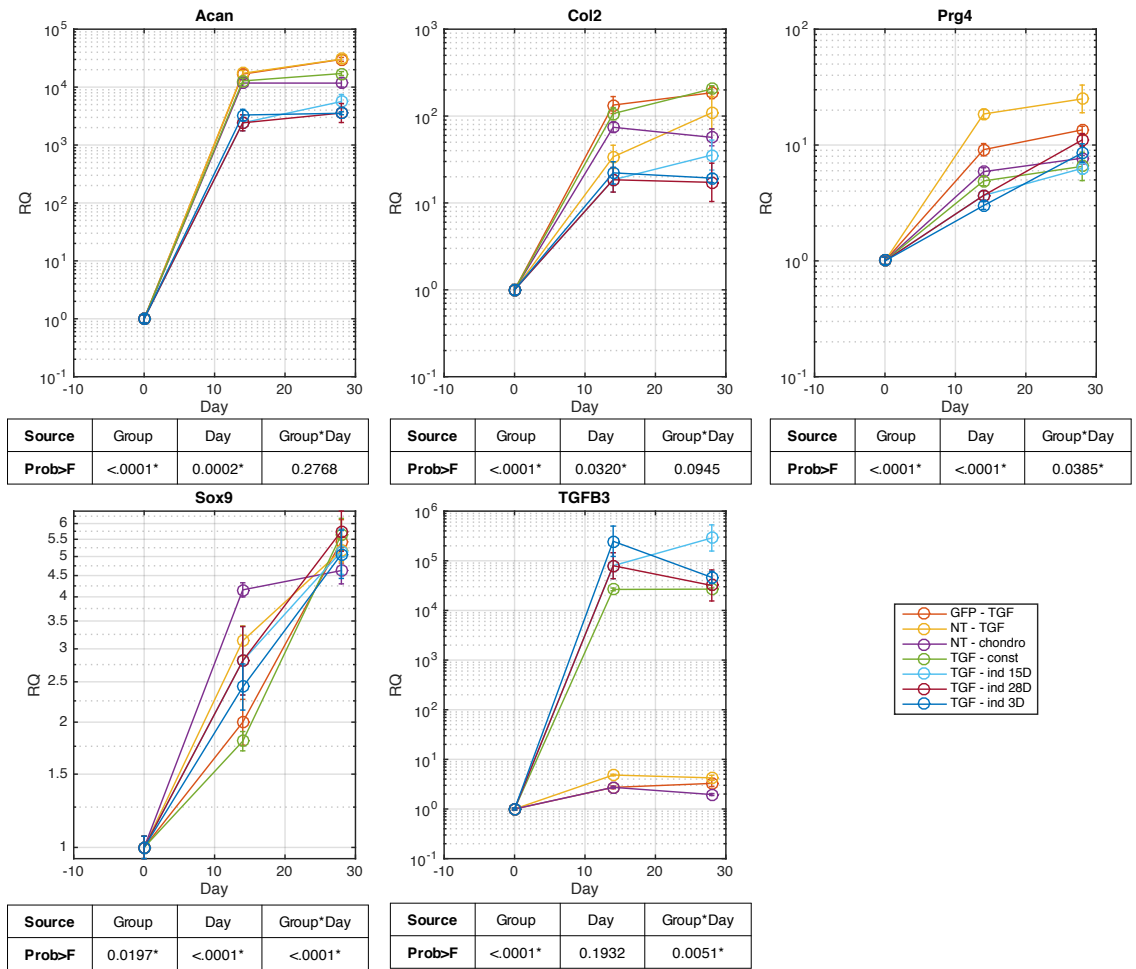 Acan
RQ
10^5
10^4
10^3
10^2
10^1
10^0
10^-1
-10 0 10 20 30
Day
Source Group Day Group*Day
Prob>F <.0001* 0.0002* 0.2768
Col2
RQ
10^3
10^2
10^1
10^0
10^-1
-10 0 10 20 30
Day
Source Group Day Group*Day
Prob>F <.0001* 0.0320* 0.0945
Prg4
RQ
10^2
10^1
10^0
10^-1
-10 0 10 20 30
Day
Source Group Day Group*Day
Prob>F <.0001* <.0001* 0.0385*
Sox9
RQ
6
5.5
5
4.5
4
3.5
3
2.5
2
1.5
1
-10 0 10 20 30
Day
Source Group Day Group*Day
Prob>F 0.0197* <.0001* <.0001*
TGFB3
RQ
10^6
10^5
10^4
10^3
10^2
10^1
10^0
10^-1
-10 0 10 20 30
Day
Source Group Day Group*Day
Prob>F <.0001* 0.1932 0.0051*
GFP - TGF
NT - TGF
NT - chondro
TGF - const
TGF - ind 15D
TGF - ind 28D
TGF - ind 3D